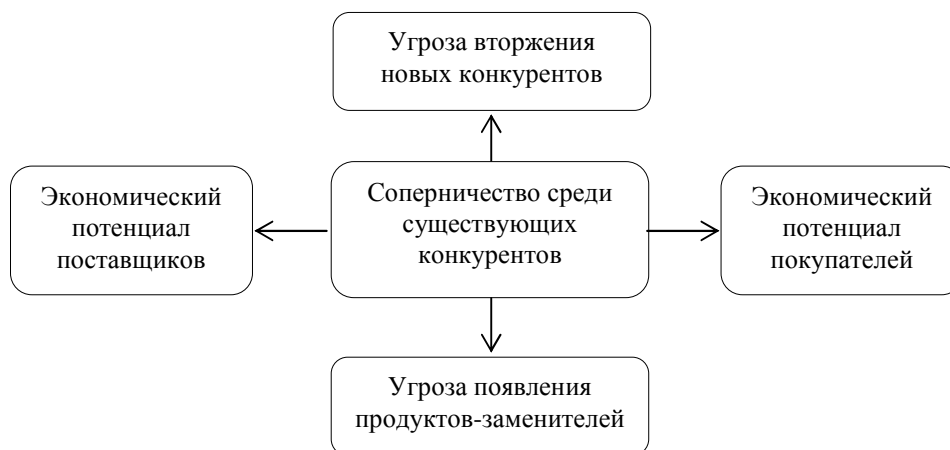 Угроза вторжения
новых конкурентов
Экономический
потенциал
поставщиков
Соперничество среди
существующих
конкурентов
Экономический
потенциал
покупателей
Угроза появления
продуктов-заменителей